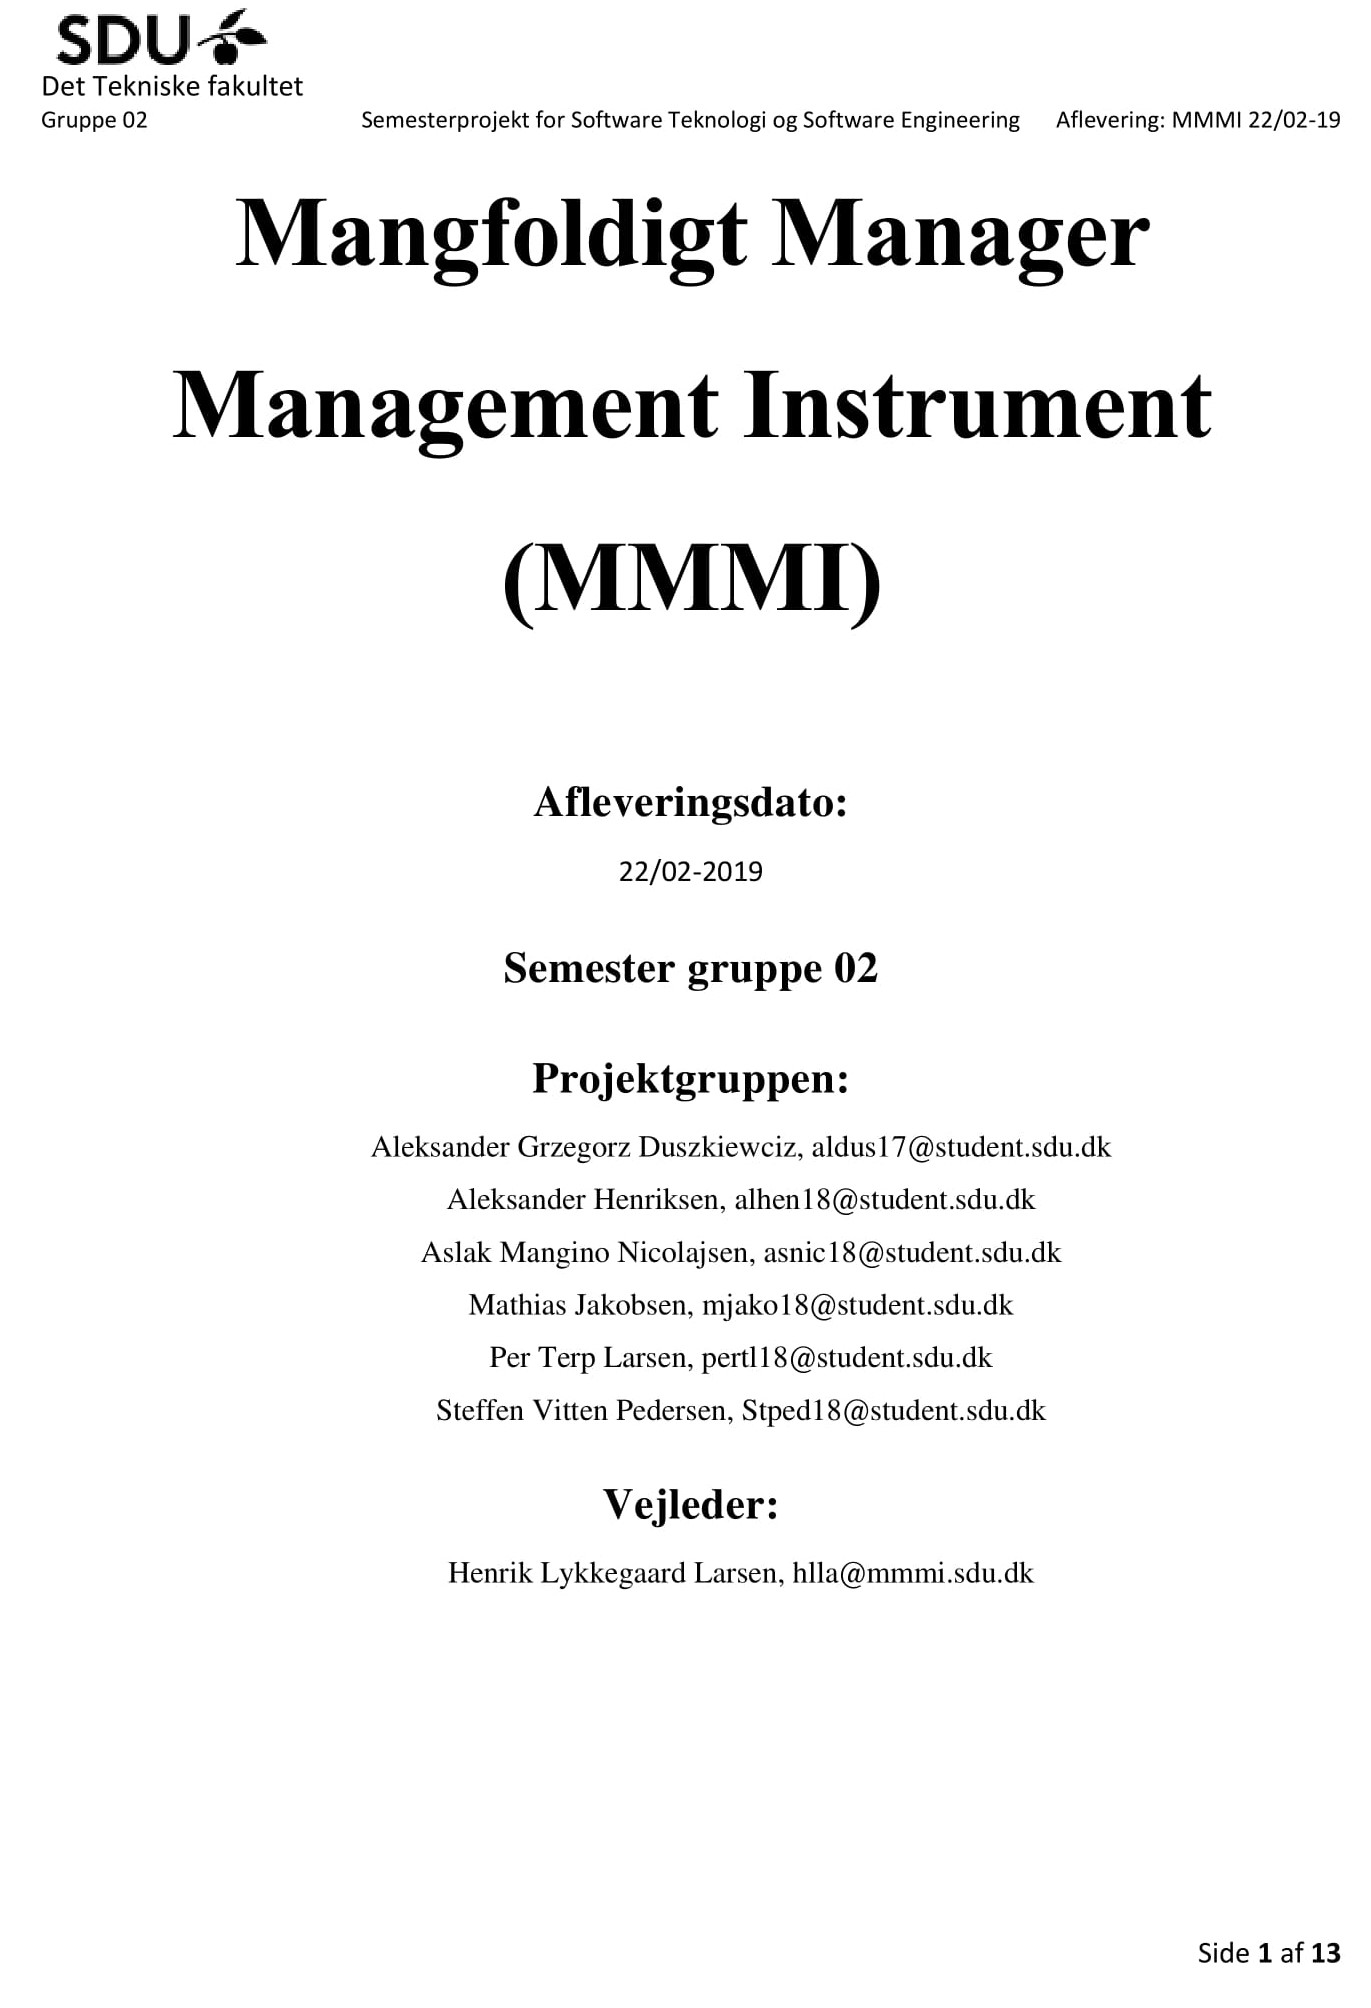 SDU
Det Tekniske fakultet
Gruppe 02 Semesterprojekt for Software Teknologi og Software Engineering Aflevering: MMMI 22/02-19
Mangfoldigt Manager
Management Instrument
(MMMI)
Afleveringsdato:
22/02-2019
Semester gruppe 02
Projektgruppen:
Aleksander Grzegorz Duszkiewciz, aldus17@student.sdu.dk
Aleksander Henriksen, alhen18@student.sdu.dk
Aslak Mangino Nicolajsen, asnic18@student.sdu.dk
Mathias Jakobsen, mjako18@student.sdu.dk
Per Terp Larsen, pertl18@student.sdu.dk
Steffen Vitten Pedersen, Stped18@student.sdu.dk
Vejleder:
Henrik Lykkegaard Larsen, hlla@mmmi.sdu.dk
Side 1 af 13